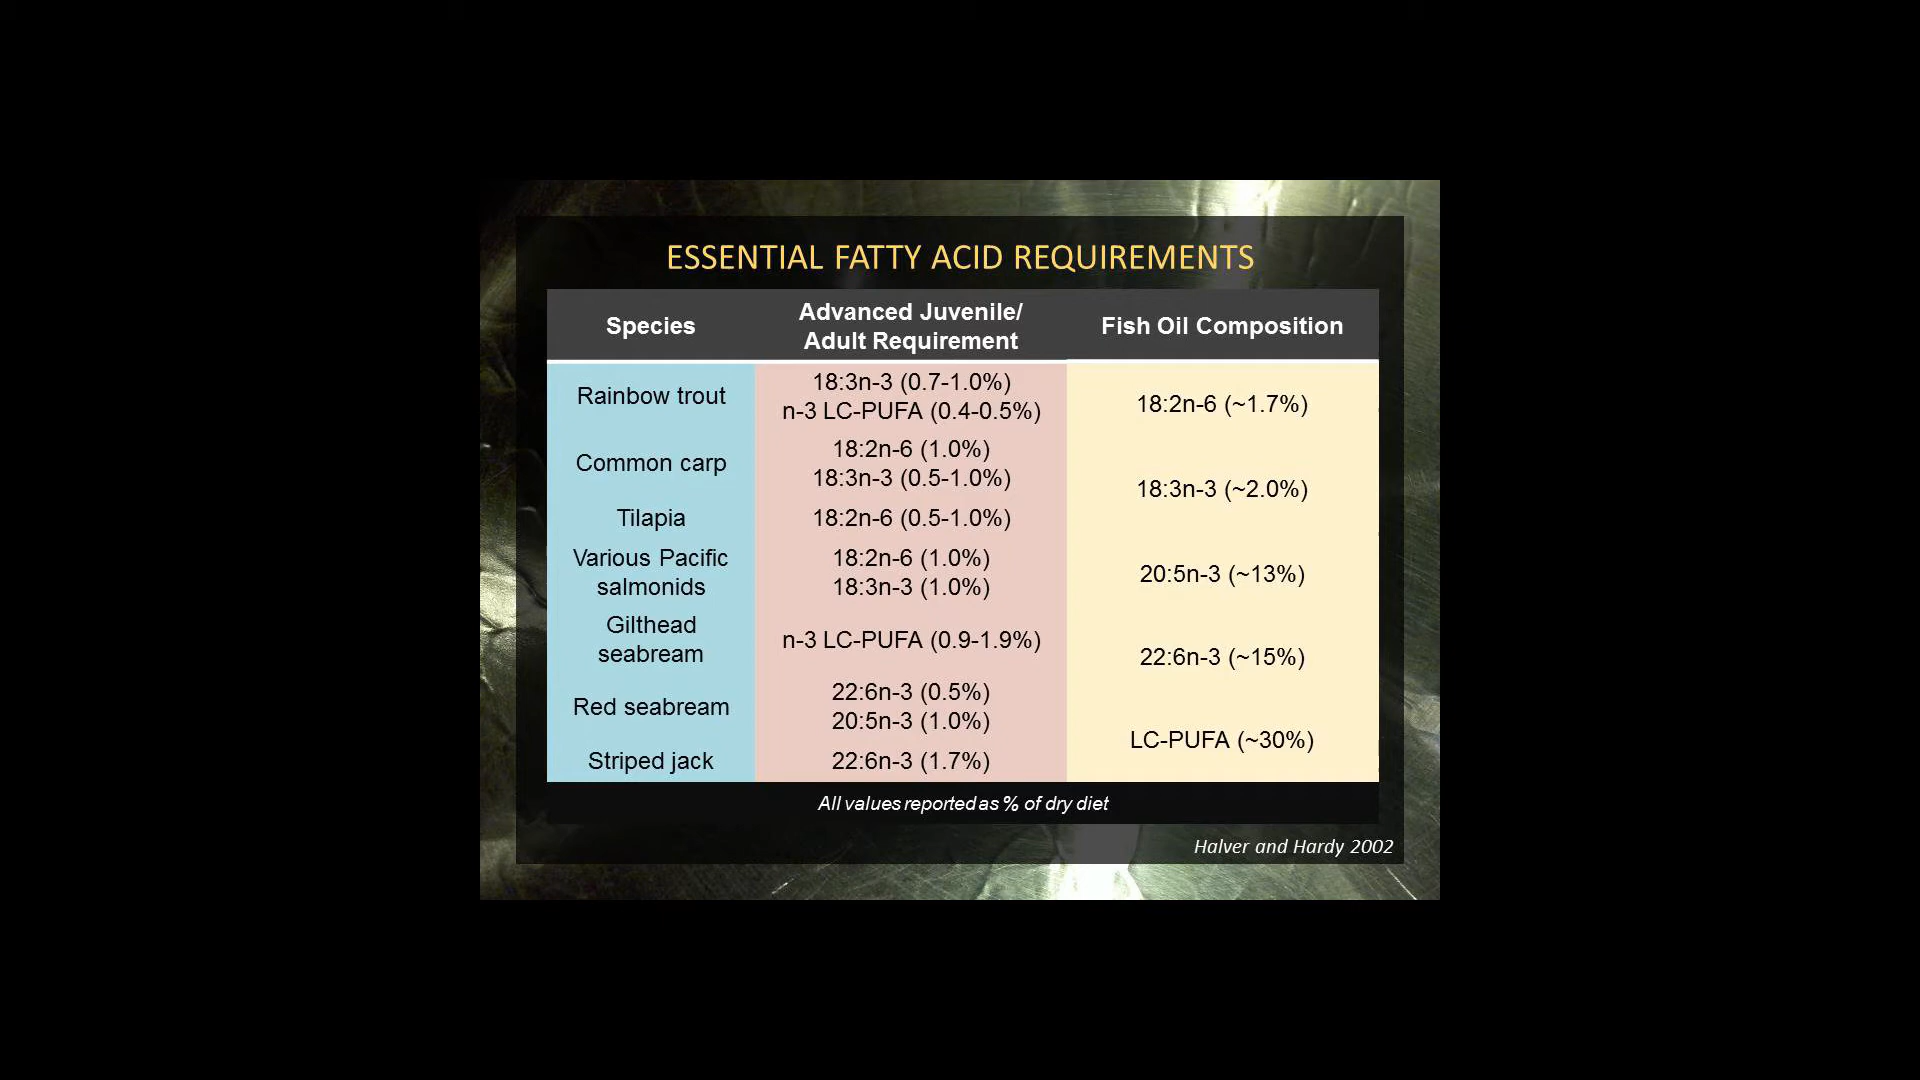 ESSENTIAL FATTY ACID REQUIREMENTS
Species
Advanced Juvenile/
Adult Requirement
Fish Oil Composition
Rainbow trout
18:3n-3 (0.7-1.0%)
n-3 LC-PUFA (0.4-0.5%)
Common carp
18:2n-6 (1.0%)
18:3n-3 (0.5-1.0%)
Tilapia
18:2n-6 (0.5-1.0%)
Various Pacific
salmonids
18:2n-6 (1.0%)
18:3n-3 (1.0%)
Gilthead
seabream
n-3 LC-PUFA (0.9-1.9%)
Red seabream
22:6n-3 (0.5%)
20:5n-3 (1.0%)
Striped jack
22:6n-3 (1.7%)
18:2n-6 (~1.7%)
18:3n-3 (~2.0%)
20:5n-3 (~13%)
22:6n-3 (~15%)
LC-PUFA (~30%)
All values reported as % of dry diet
Halver and Hardy 2002